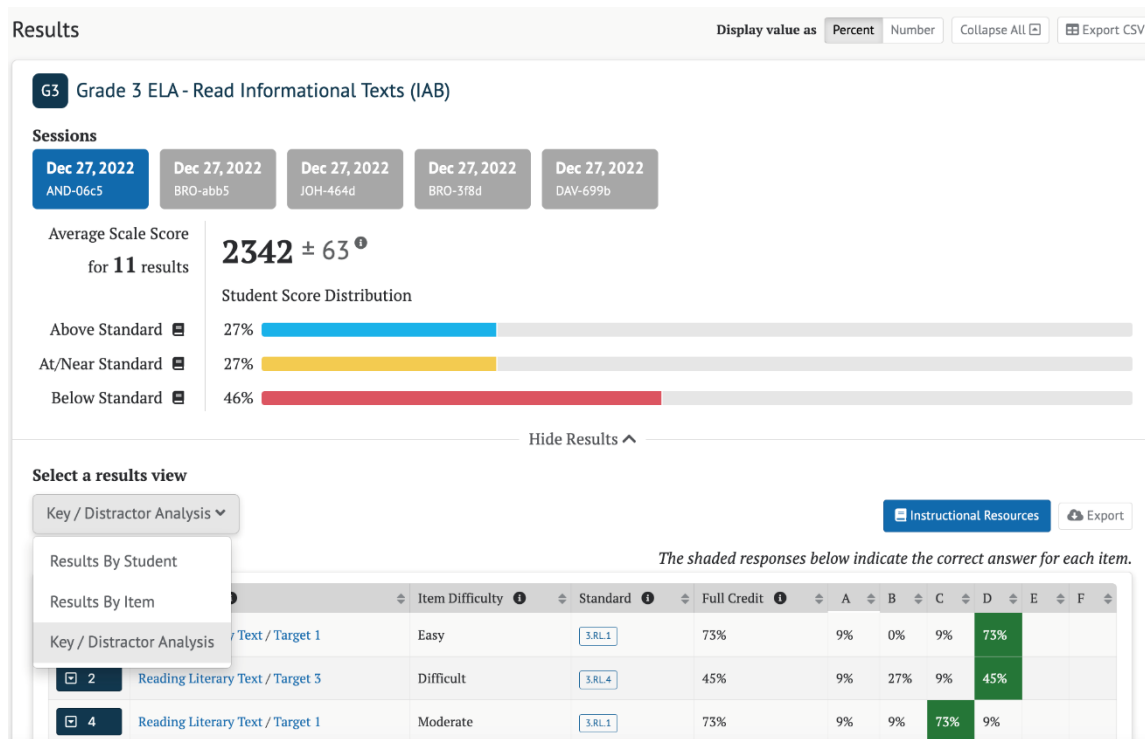 Results
Display value as Percent Number Collapse All Export CSV
G3 Grade 3 ELA - Read Informational Texts (IAB)
Sessions
Dec 27, 2022 Dec 27, 2022 Dec 27, 2022 Dec 27, 2022 Dec 27, 2022
AND-06c5 BRO-abb5 JOH-464d BRO-3f8d DAV-699b
Average Scale Score
for 11 results
2342 ± 63
Student Score Distribution
Above Standard 27%
At/Near Standard 27%
Below Standard 46%
Hide Results
Select a results view
Key / Distractor Analysis
Instructional Resources Export
Results By Student
Results By Item
Key / Distractor Analysis
The shaded responses below indicate the correct answer for each item.
Item Difficulty Standard Full Credit A B C D E F
Text / Target 1 Easy 3.RL.1 73% 9% 0% 9% 73%
2 Reading Literary Text / Target 3 Difficult 3.RL.4 45% 9% 27% 9% 45%
4 Reading Literary Text / Target 1 Moderate 3.RL.1 73% 9% 9% 73% 9%